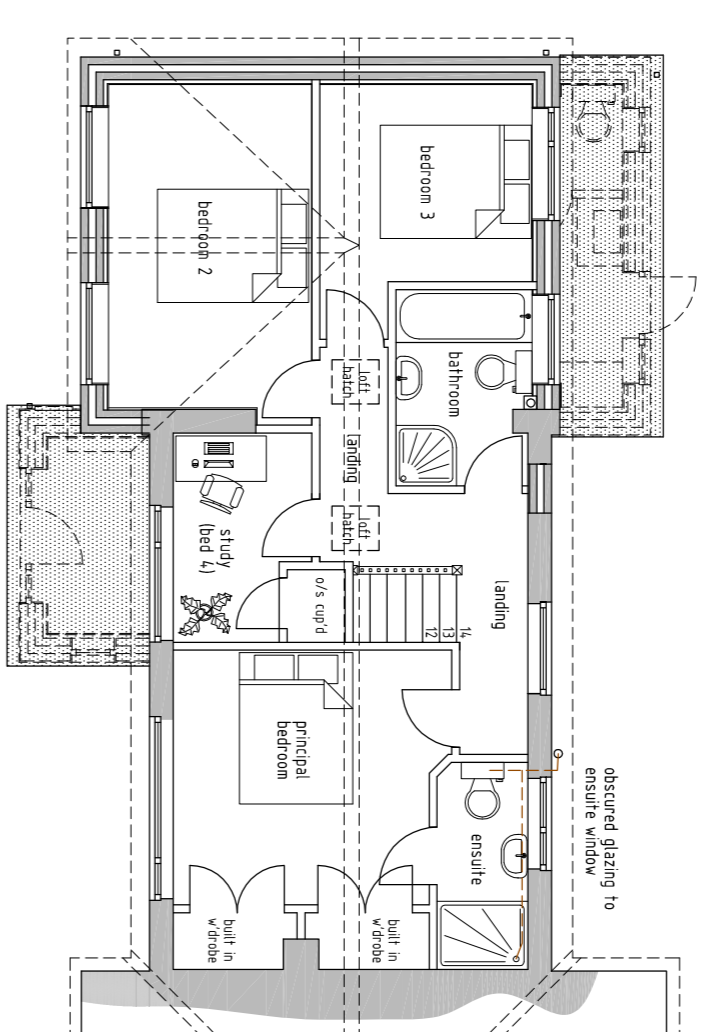 bedroom 3
bedroom 2
bathroom
loft
hatch
landing
loft
hatch
study
(bed 4)
o/s cup'd
14
13
12
landing
principal
bedroom
ensuite
obscured glazing to
ensuite window
built in
w'drobe
built in
w'drobe